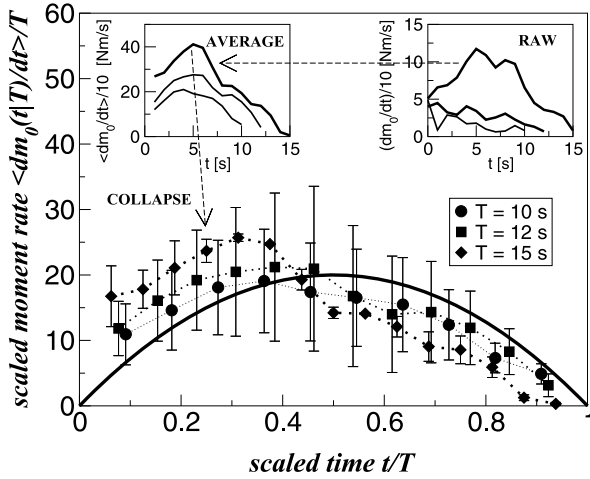 scaled moment rate <dm₀(t|T)/dt>/T
60
50
40
30
20
10
0
<dm₀/dt>/10 [Nm/s]
40
20
0
AVERAGE
0
5
10
15
t [s]
(dm₀/dt)/10 [Nm/s]
15
10
5
0
RAW
0
5
10
15
t [s]
COLLAPSE
T = 10 s
T = 12 s
T = 15 s
0
0.2
0.4
0.6
0.8
1
scaled time t/T